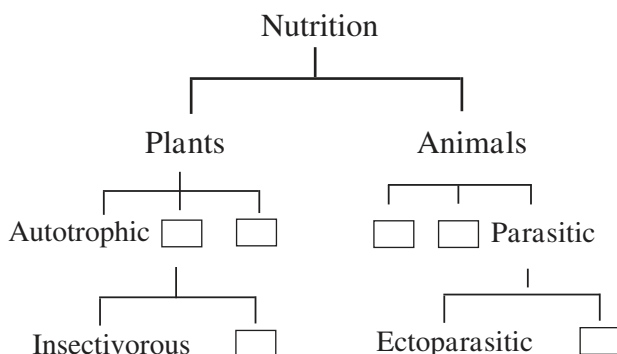 Nutrition
Plants Animals
Autotrophic Parasitic
Insectivorous Ectoparasitic